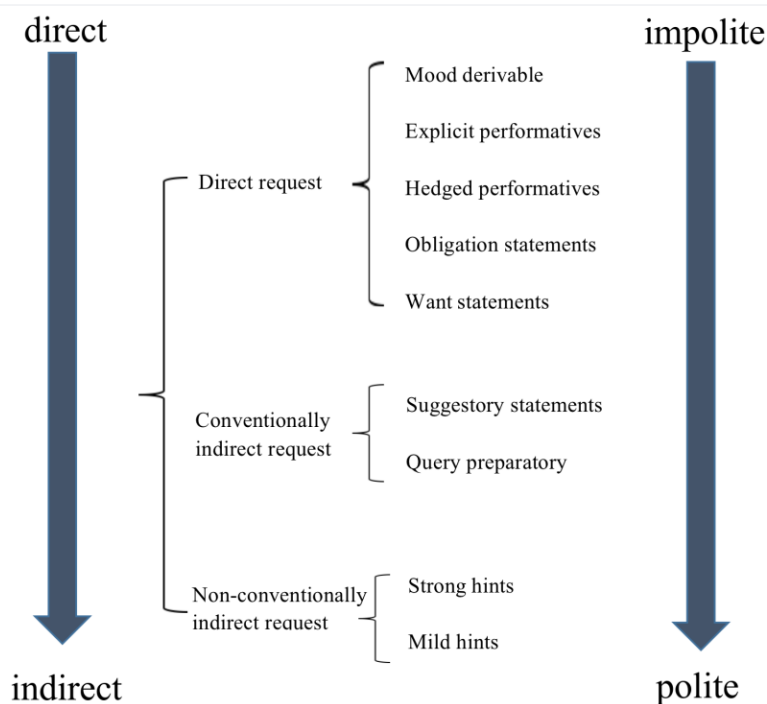 direct
impolite
Mood derivable
Explicit performatives
Direct request
Hedged performatives
Obligation statements
Want statements
Suggestory statements
Conventionally
indirect request
Query preparatory
Strong hints
Non-conventionally
indirect request
Mild hints
indirect
polite